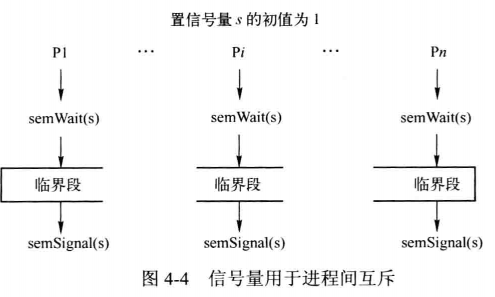 置信号量 s 的初值为 1
P1 … Pi … Pn
semWait(s) semWait(s) semWait(s)
临界段 临界段 临界段
semSignal(s) semSignal(s) semSignal(s)
图 4-4 信号量用于进程间互斥